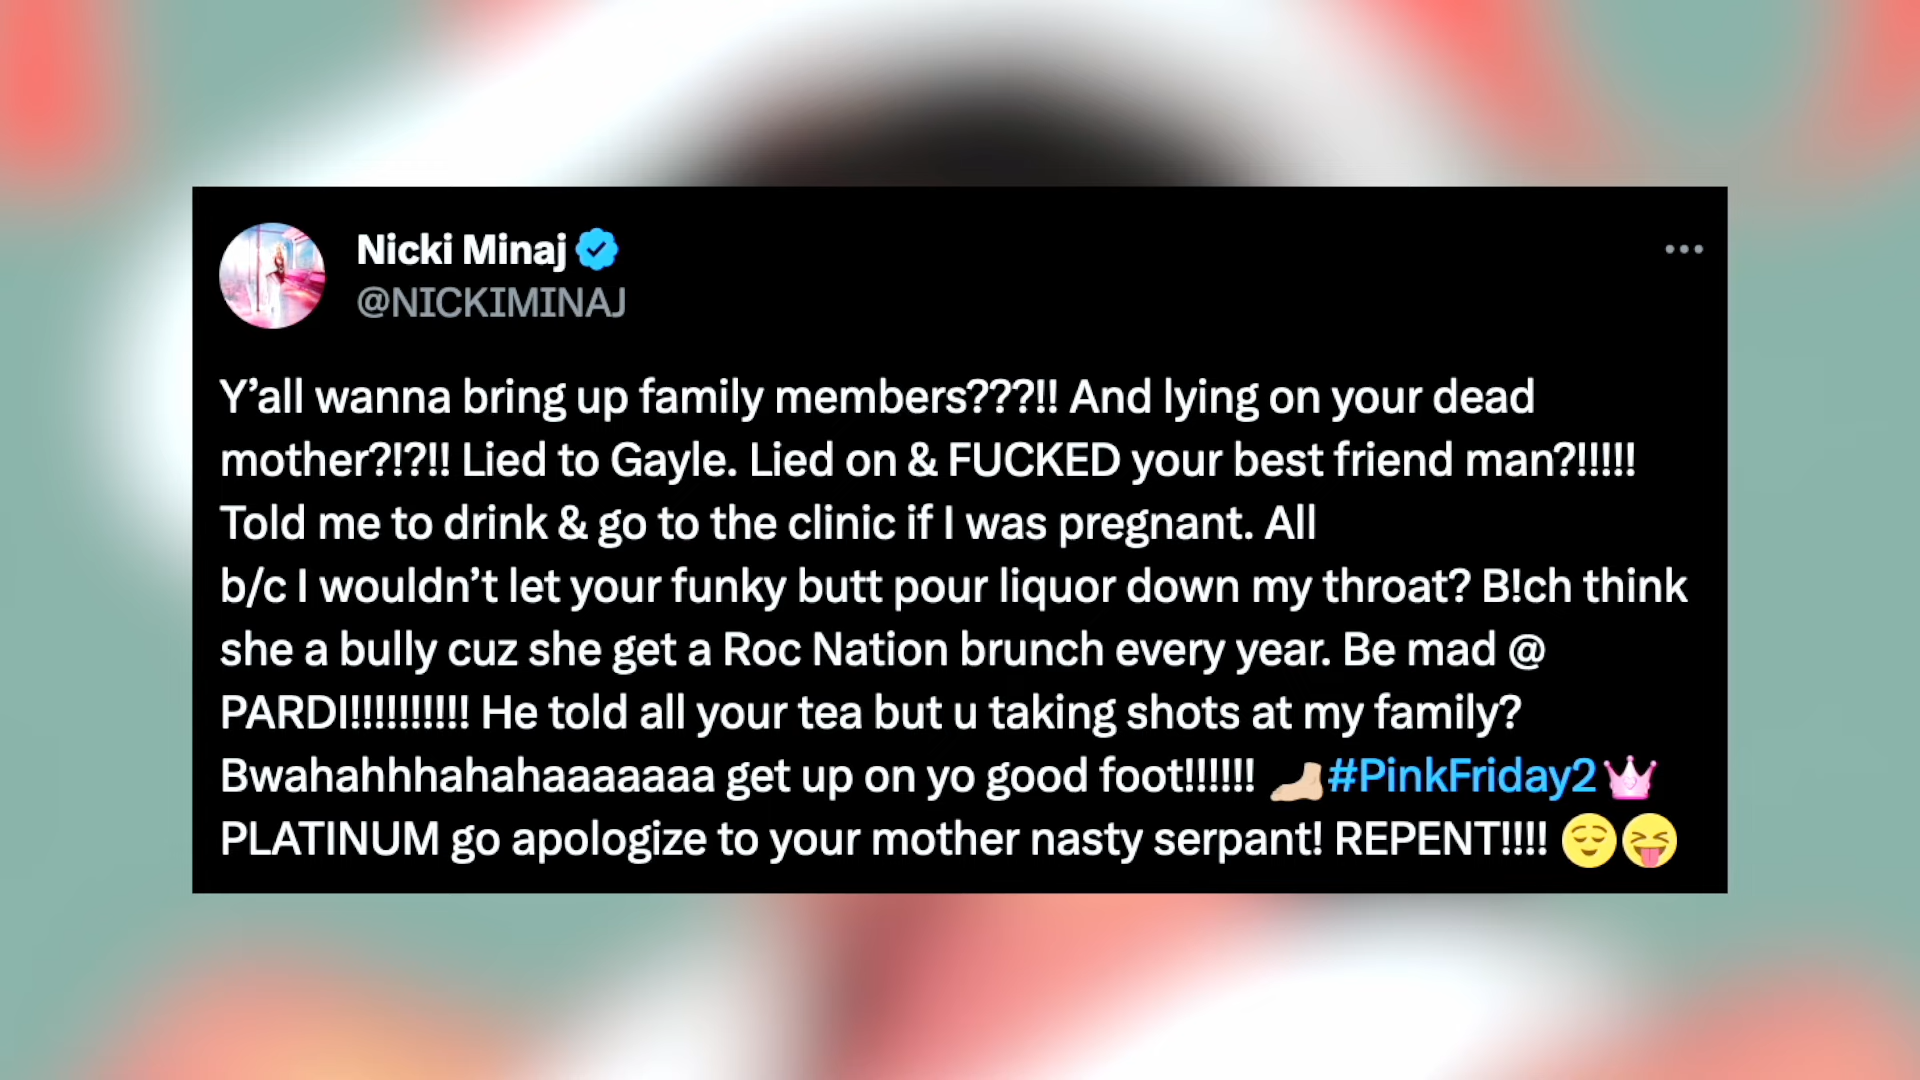 Nicki Minaj
@NICKIMINAJ
Y’all wanna bring up family members???!! And lying on your dead
mother?!?!! Lied to Gayle. Lied on & FUCKED your best friend man?!!!!!
Told me to drink & go to the clinic if I was pregnant. All
b/c I wouldn’t let your funky butt pour liquor down my throat? B!ch think
she a bully cuz she get a Roc Nation brunch every year. Be mad @
PARDI!!!!!!!!!! He told all your tea but u taking shots at my family?
Bwahahhhahahaaaaaaa get up on yo good foot!!!!!! 🦶🏻#PinkFriday2
PLATINUM go apologize to your mother nasty serpant! REPENT!!!! 😌😝